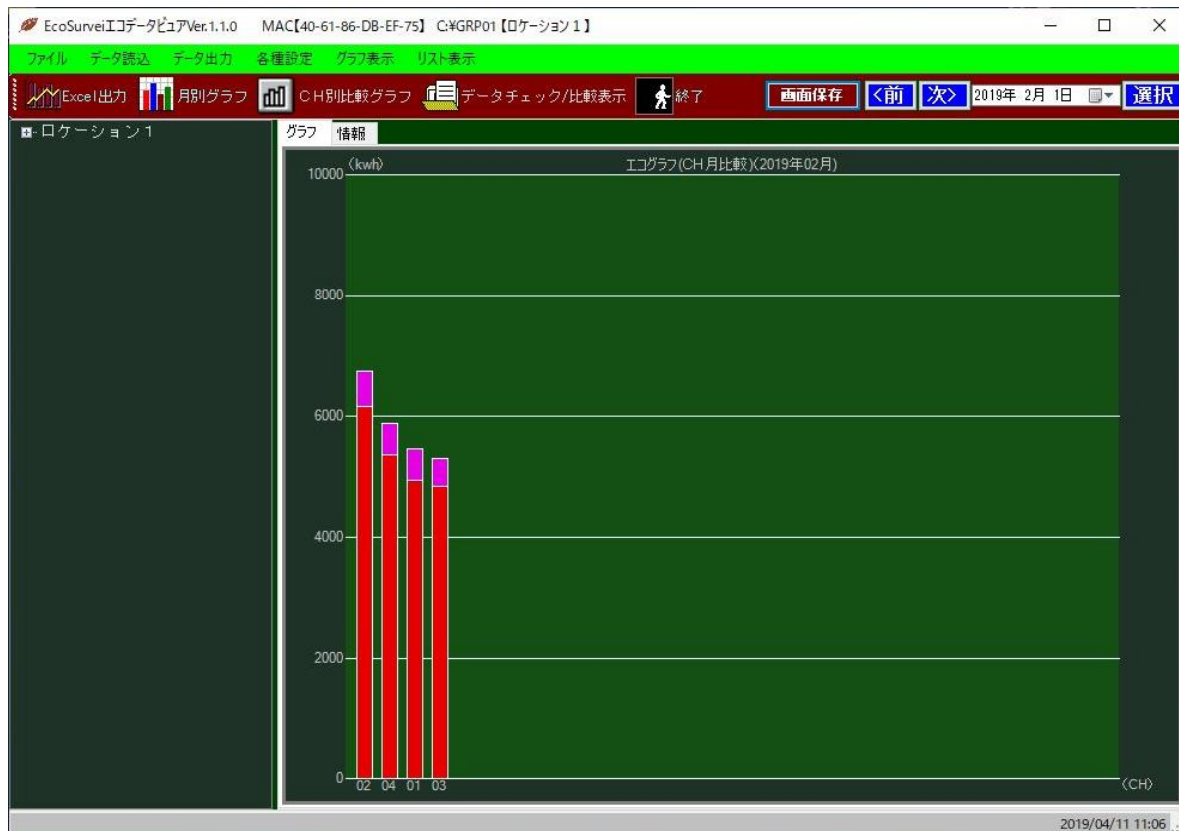 EcoSurveiエコデータビュアVer.1.1.0 MAC【40-61-86-DB-EF-75】 C:¥GRP01【ロケーション１】
ファイル データ読込 データ出力 各種設定 グラフ表示 リスト表示
Excel出力 月別グラフ ＣＨ別比較グラフ データチェック/比較表示 終了 画面保存 <前 次> 2019年 2月 1日 選択
ロケーション１
グラフ 情報
(kwh) エコグラフ(CH月比較)(2019年02月)
10000
8000
6000
4000
2000
0
02 04 01 03 (CH)
2019/04/11 11:06